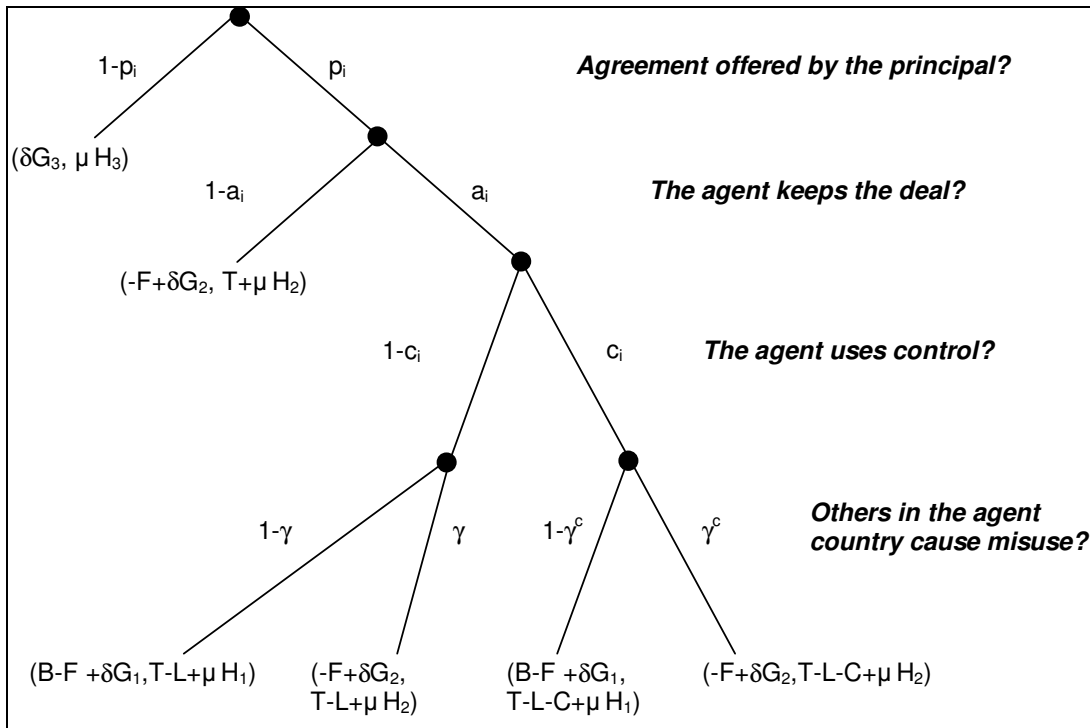 1-pᵢ
pᵢ
Agreement offered by the principal?
(δG₃, µ H₃)
1-aᵢ
aᵢ
The agent keeps the deal?
(-F+δG₂, T+µ H₂)
1-cᵢ
cᵢ
The agent uses control?
1-γ
γ
1-γᶜ
γᶜ
Others in the agent
country cause misuse?
(B-F +δG₁,T-L+µ H₁)
(-F+δG₂,
T-L+µ H₂)
(B-F +δG₁,
T-L-C+µ H₁)
(-F+δG₂,T-L-C+µ H₂)